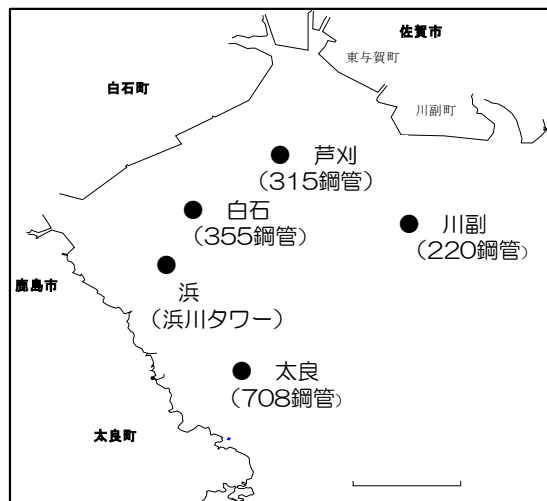 佐賀市
東与賀町
白石町
川副町
芦刈
（315鋼管）
白石
（355鋼管）
川副
（220鋼管）
鹿島市
浜
（浜川タワー）
太良
（708鋼管）
太良町